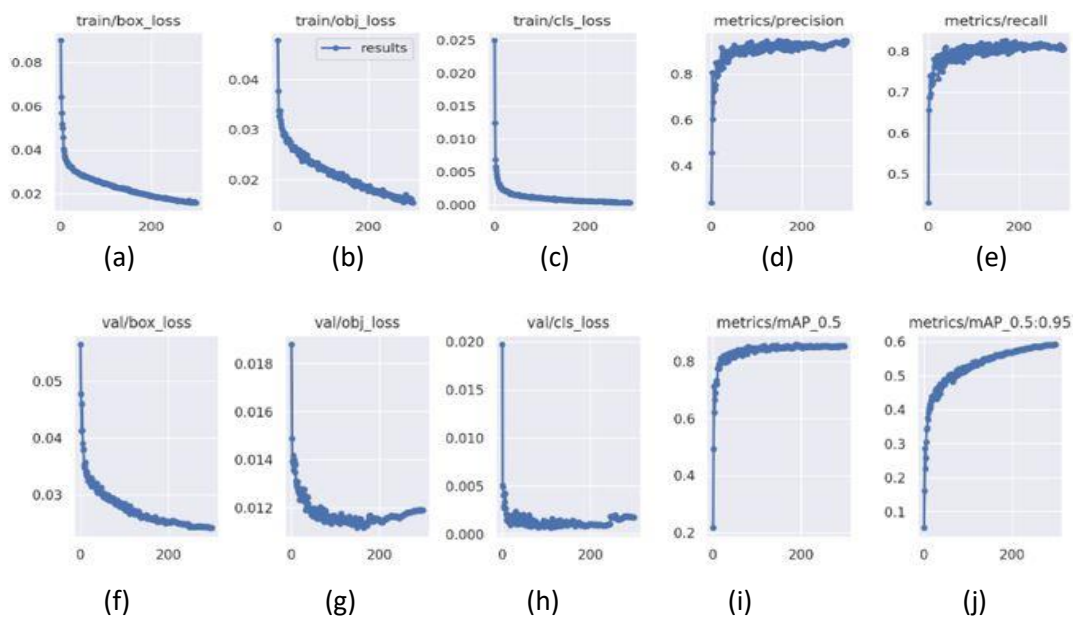 train/box_loss
0.08
0.06
0.04
0.02
0
200
(a)
train/obj_loss
results
0.04
0.03
0.02
0
200
(b)
train/cls_loss
0.025
0.020
0.015
0.010
0.005
0.000
0
200
(c)
metrics/precision
0.8
0.6
0.4
0
200
(d)
metrics/recall
0.8
0.7
0.6
0.5
0
200
(e)
val/box_loss
0.05
0.04
0.03
0
200
(f)
val/obj_loss
0.018
0.016
0.014
0.012
0
200
(g)
val/cls_loss
0.020
0.015
0.010
0.005
0.000
0
200
(h)
metrics/mAP_0.5
0.8
0.6
0.4
0.2
0
200
(i)
metrics/mAP_0.5:0.95
0.6
0.5
0.4
0.3
0.2
0.1
0
200
(j)